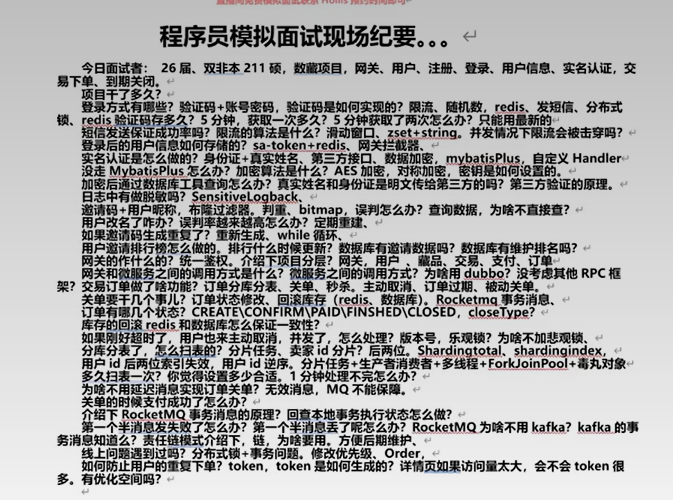 程序员模拟面试现场纪要。。。
今日面试者： 26 届、双非本 211 硕，数藏项目，网关、用户、注册、登录、用户信息、实名认证，交
易下单、到期关闭。
项目干了多久？
登录方式有哪些？验证码+账号密码，验证码是如何实现的？限流、随机数，redis、发短信、分布式
锁、redis 验证码存多久？5 分钟，获取一次多久？5 分钟获取了两次怎么办？只能用最新的
短信发送保证成功率吗？限流的算法是什么？滑动窗口、zset+string。并发情况下限流会被击穿吗？
登录后的用户信息如何存储的？sa-token+redis、网关拦截器、
实名认证是怎么做的？身份证+真实姓名、第三方接口、数据加密，mybatisPlus，自定义 Handler
没走 MybatisPlus 怎么办？加密算法是什么？AES 加密，对称加密，密钥是如何设置的。
加密后通过数据库工具查询怎么办？真实姓名和身份证是明文传给第三方的吗？第三方验证的原理。
日志中有做脱敏吗？SensitiveLogback、
邀请码+用户昵称，布隆过滤器。判重、bitmap，误判怎么办？查询数据，为啥不直接查？
用户改名了咋办？误判率越来越高怎么办？定期重建、
如果邀请码生成重复了？重新生成、while 循环、
用户邀请排行榜怎么做的。排行什么时候更新？数据库有邀请数据吗？数据库有维护排名吗？
网关的作什么的？统一鉴权。介绍下项目分层？网关，用户 、藏品、交易、支付、订单
网关和微服务之间的调用方式是什么？微服务之间的调用方式？为啥用 dubbo？没考虑其他 RPC 框
架？交易订单做了啥功能？订单分库分表、关单、秒杀。主动取消、订单过期、被动关单。
关单要干几个事儿？订单状态修改、回滚库存（redis、数据库）。Rocketmq 事务消息、
订单有哪几个状态？CREATE\CONFIRM\PAID\FINSHED\CLOSED，closeType？
库存的回滚 redis 和数据库怎么保证一致性？
如果刚好超时了，用户也来主动取消，并发了，怎么处理？版本号，乐观锁？为啥不加悲观锁、
分库分表了，怎么扫表的？分片任务、卖家 id 分片？后两位。Shardingtotal、shardingindex，
用户 id 后两位索引失效，用户 id 逆序。分片任务+生产者消费者+多线程+ForkJoinPool+毒丸对象
多久扫表一次？你觉得设置多少合适。1 分钟处理不完怎么办？
为啥不用延迟消息实现订单关单？无效消息，MQ 不能保障。
关单的时候支付成功了怎么办？
介绍下 RocketMQ 事务消息的原理？回查本地事务执行状态怎么做？
第一个半消息发失败了怎么办？第一个半消息丢了呢怎么办？RocketMQ 为啥不用 kafka？kafka 的事
务消息知道么？责任链模式介绍下，链，为啥要用。方便后期维护、
线上问题遇到过吗？分布式锁+事务问题。修改优先级、Order，
如何防止用户的重复下单？token，token 是如何生成的？详情页如果访问量太大，会不会 token 很
多。有优化空间吗？